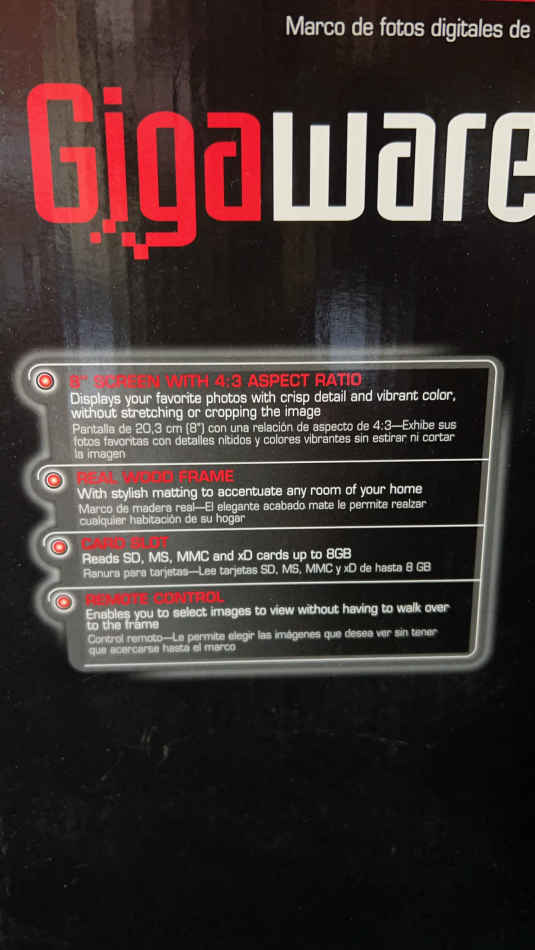 Marco de fotos digitales de
Gigaware
8" SCREEN WITH 4:3 ASPECT RATIO
Displays your favorite photos with crisp detail and vibrant color,
without stretching or cropping the image
Pantalla de 20,3 cm (8") con una relación de aspecto de 4:3—Exhibe sus
fotos favoritas con detalles nítidos y colores vibrantes sin estirar ni cortar
la imagen
REAL WOOD FRAME
With stylish matting to accentuate any room of your home
Marco de madera real—El elegante acabado mate le permite realzar
cualquier habitación de su hogar
CARD SLOT
Reads SD, MS, MMC and xD cards up to 8GB
Ranura para tarjetas—Lee tarjetas SD, MS, MMC y xD de hasta 8 GB
REMOTE CONTROL
Enables you to select images to view without having to walk over
to the frame
Control remoto—Le permite elegir las imágenes que desea ver sin tener
que acercarse hasta el marco